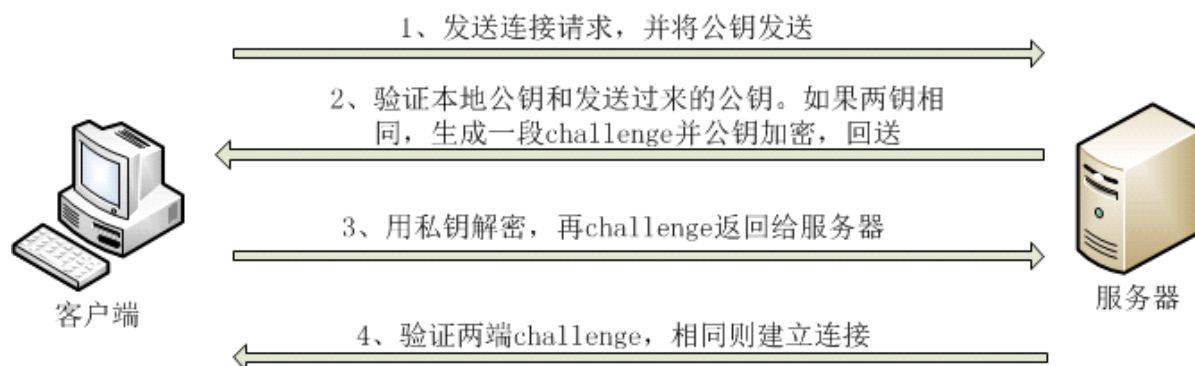 1、发送连接请求，并将公钥发送
2、验证本地公钥和发送过来的公钥。如果两钥相
同，生成一段challenge并公钥加密，回送
3、用私钥解密，再challenge返回给服务器
客户端
服务器
4、验证两端challenge，相同则建立连接